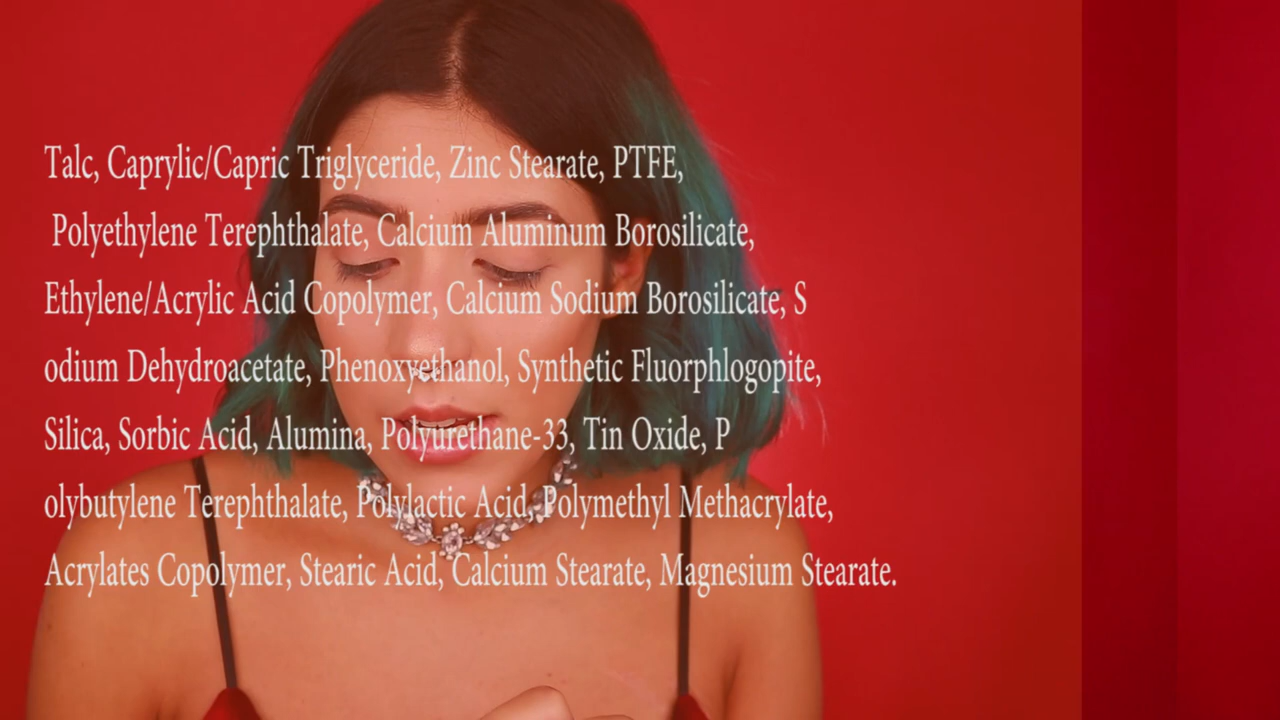 Talc, Caprylic/Capric Triglyceride, Zinc Stearate, PTFE,
Polyethylene Terephthalate, Calcium Aluminum Borosilicate,
Ethylene/Acrylic Acid Copolymer, Calcium Sodium Borosilicate, S
odium Dehydroacetate, Phenoxyethanol, Synthetic Fluorphlogopite,
Silica, Sorbic Acid, Alumina, Polyurethane-33, Tin Oxide, P
olybutylene Terephthalate, Polylactic Acid, Polymethyl Methacrylate,
Acrylates Copolymer, Stearic Acid, Calcium Stearate, Magnesium Stearate.